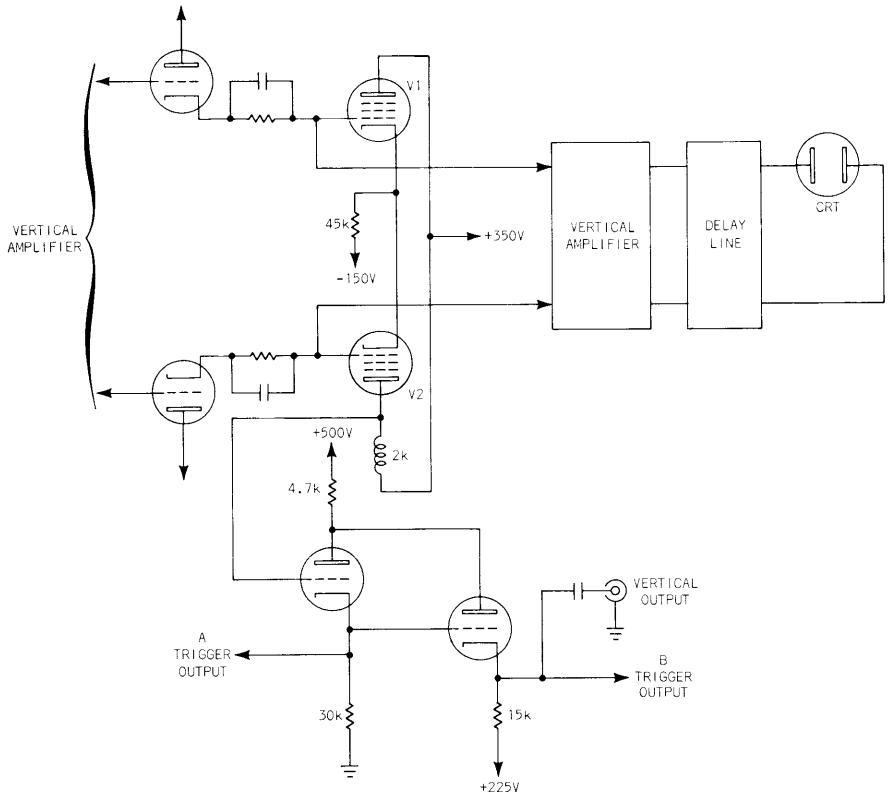 V1
VERTICAL
AMPLIFIER
45k
-150V
+350V
VERTICAL
AMPLIFIER
DELAY
LINE
CRT
V2
+500V
2k
4.7k
VERTICAL
OUTPUT
A
TRIGGER
OUTPUT
B
TRIGGER
OUTPUT
30k
15k
+225V